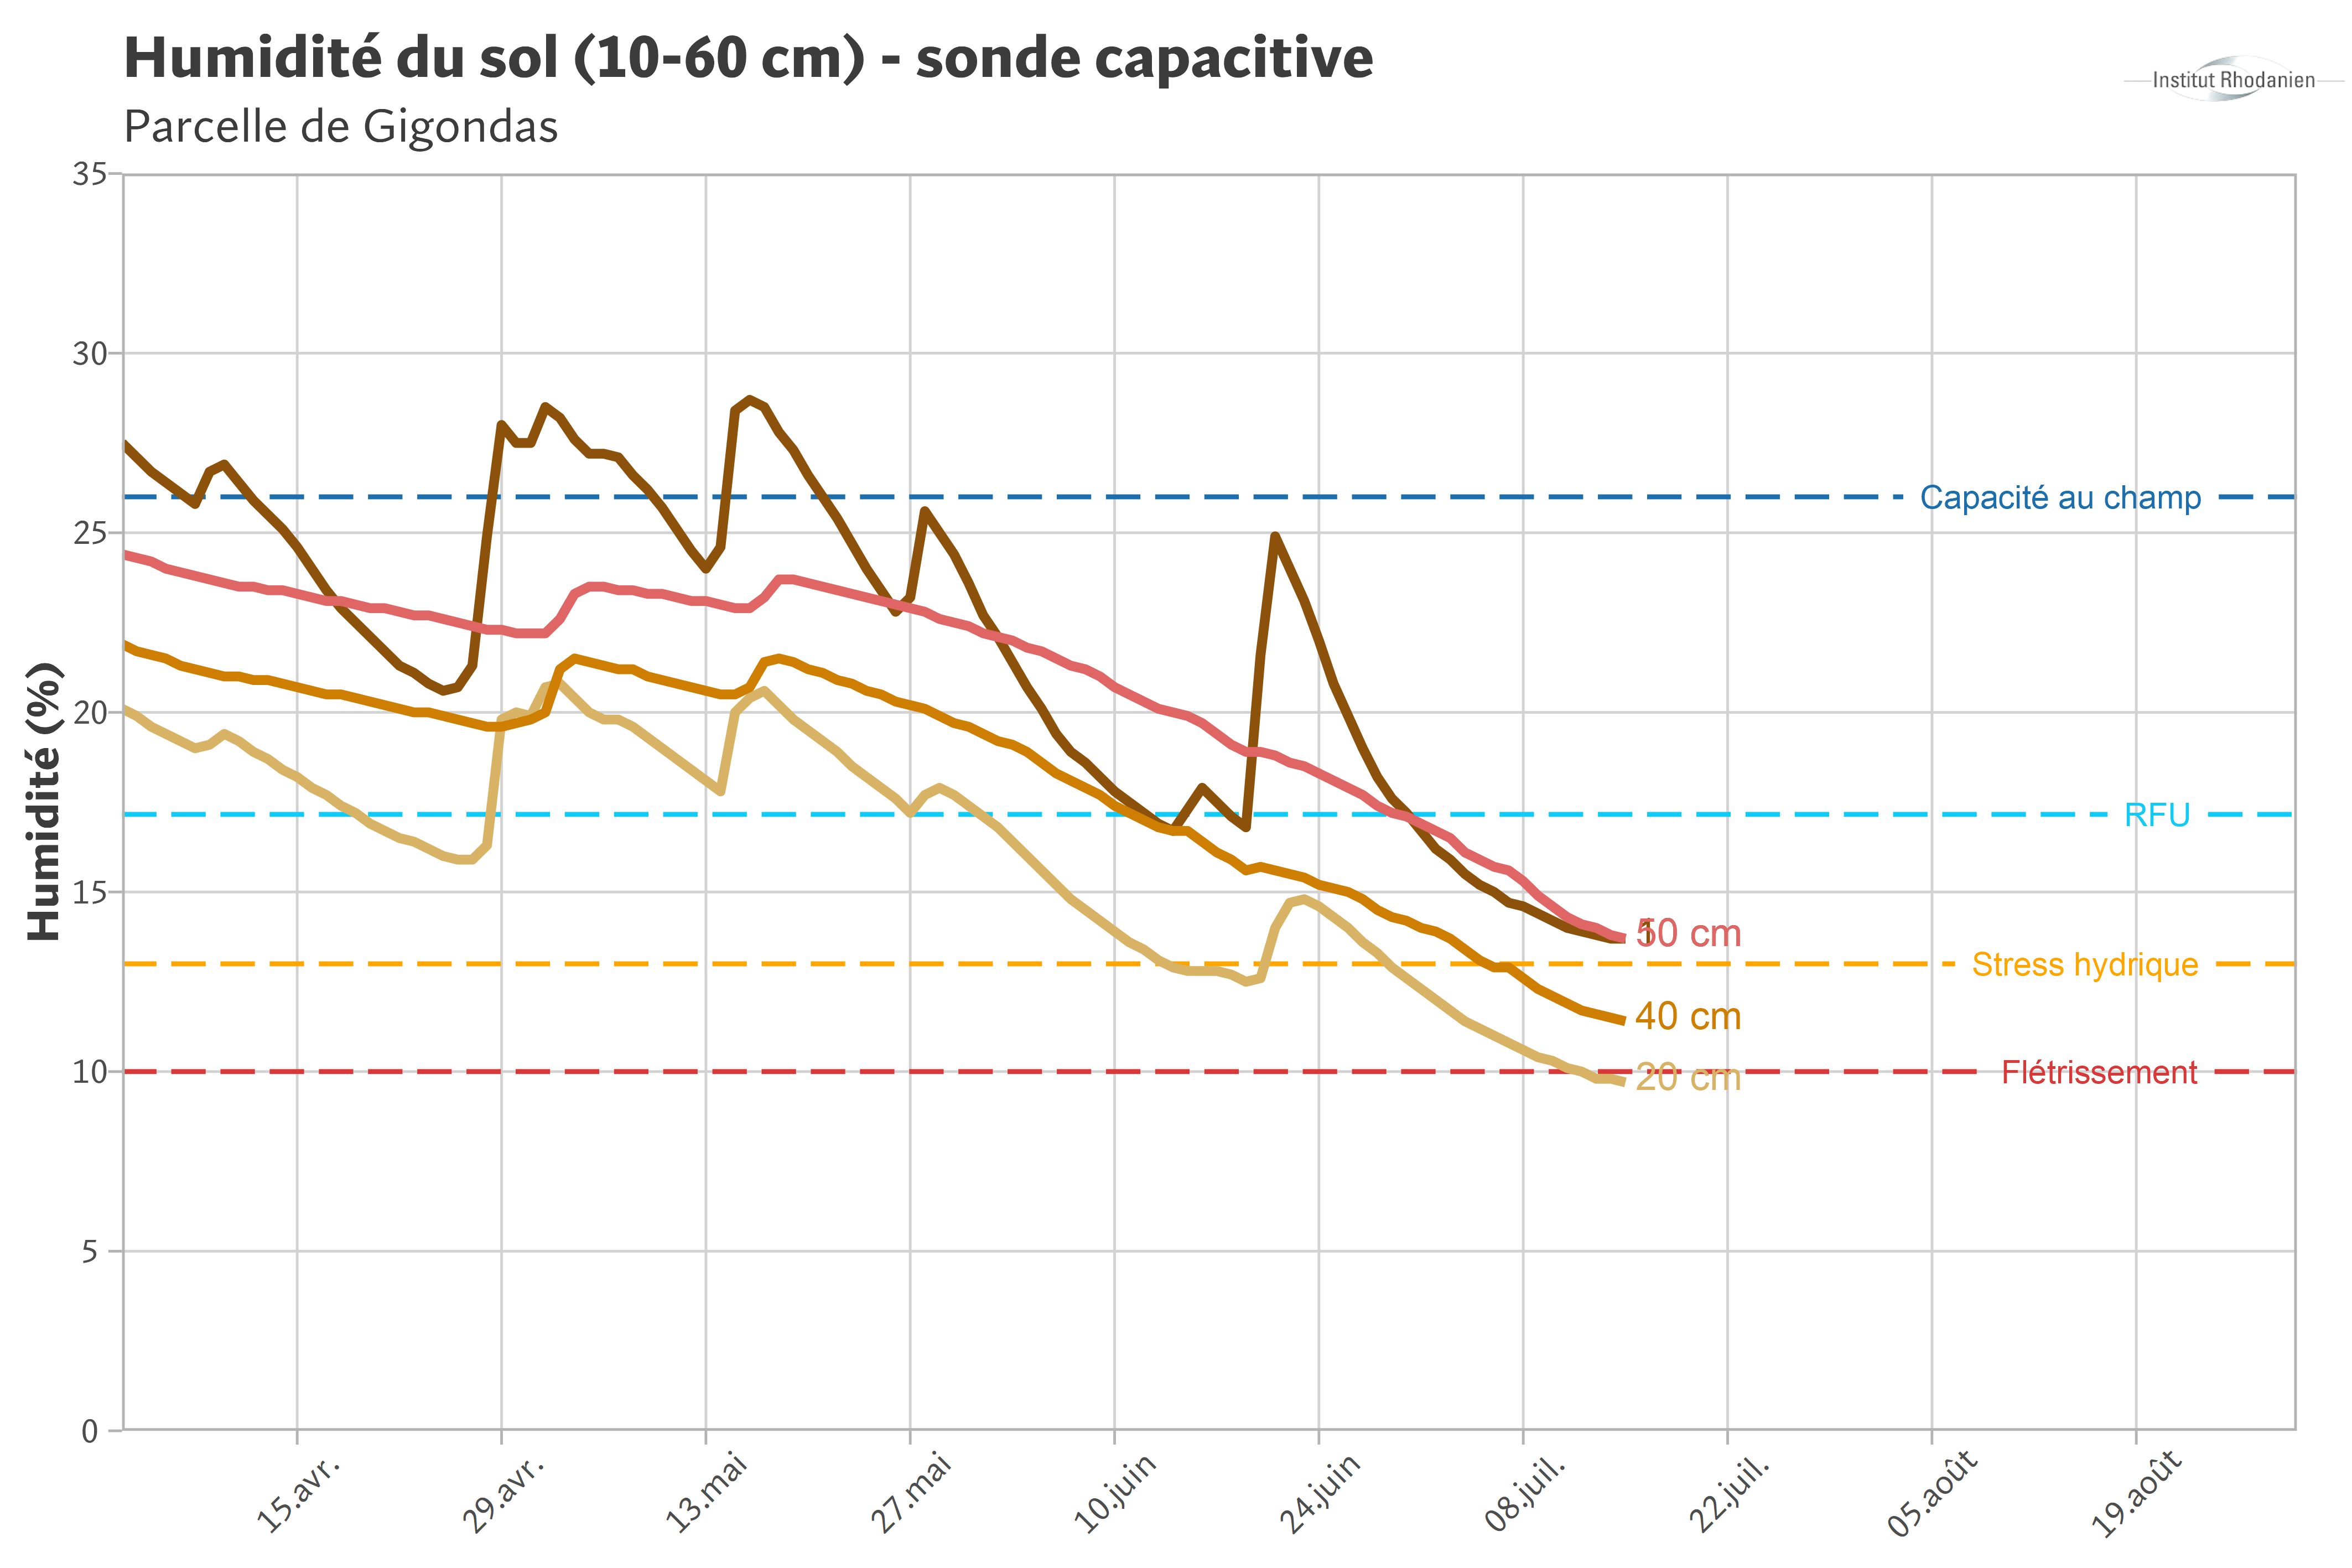 Humidité du sol (10-60 cm) - sonde capacitive
Institut Rhodanien
Parcelle de Gigondas
Humidité (%)
35
30
25
20
15
10
5
0
Capacité au champ
RFU
50 cm
Stress hydrique
40 cm
20 cm
Flétrissement
15.avr.
29.avr.
13.mai
27.mai
10.juin
24.juin
08.juil.
22.juil.
05.août
19.août